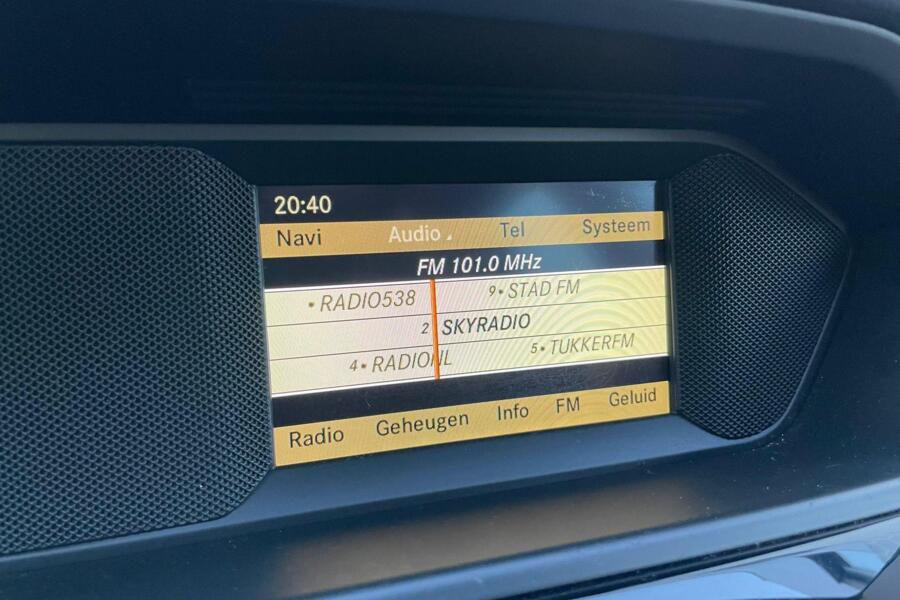 20:40
Navi Audio Tel Systeem
FM 101.0 MHz
• RADIO538 9• STAD FM
2 SKYRADIO
4• RADIONL 5• TUKKERFM
Radio Geheugen Info FM Geluid